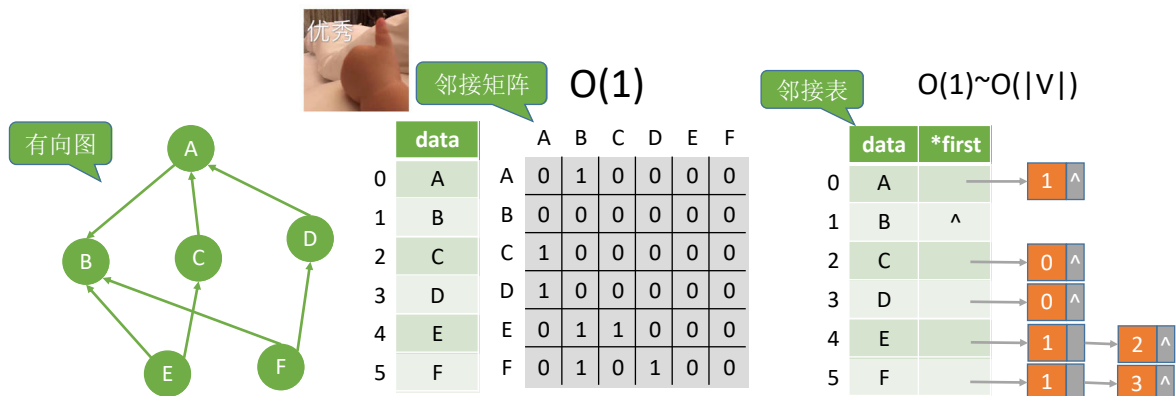 优秀
邻接矩阵
O(1)
邻接表
O(1)~O(|V|)
有向图
A
B
C
D
E
F
data
0 A
1 B
2 C
3 D
4 E
5 F
A B C D E F
A 0 1 0 0 0 0
B 0 0 0 0 0 0
C 1 0 0 0 0 0
D 1 0 0 0 0 0
E 0 1 1 0 0 0
F 0 1 0 1 0 0
data *first
0 A 1 ^
1 B ^
2 C 0 ^
3 D 0 ^
4 E 1 2 ^
5 F 1 3 ^